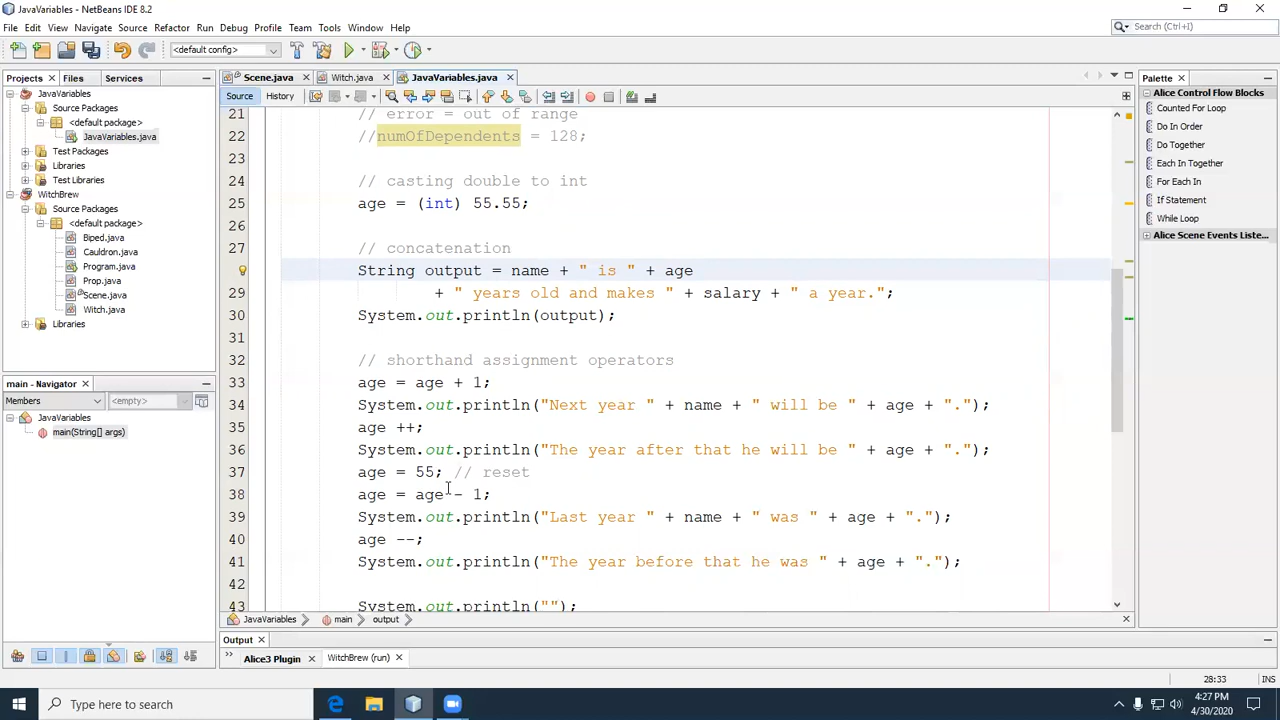 JavaVariables - NetBeans IDE 8.2
File Edit View Navigate Source Refactor Run Debug Profile Team Tools Window Help
Search (Ctrl+I)
<default config>
Projects Files Services
Scene.java Witch.java JavaVariables.java
Palette
Source History
JavaVariables
Source Packages
<default package>
JavaVariables.java
Test Packages
Libraries
Test Libraries
WitchBrew
Source Packages
<default package>
Biped.java
Cauldron.java
Program.java
Prop.java
Scene.java
Witch.java
Libraries
main - Navigator
Members <empty>
JavaVariables
main(String[] args)
21 // error = out of range
22 //numOfDependents = 128;
23
24 // casting double to int
25 age = (int) 55.55;
26
27 // concatenation
String output = name + " is " + age
29 + " years old and makes " + salary + " a year.";
30 System.out.println(output);
31
32 // shorthand assignment operators
33 age = age + 1;
34 System.out.println("Next year " + name + " will be " + age + ".");
35 age ++;
36 System.out.println("The year after that he will be " + age + ".");
37 age = 55; // reset
38 age = age - 1;
39 System.out.println("Last year " + name + " was " + age + ".");
40 age --;
41 System.out.println("The year before that he was " + age + ".");
42
43 System.out.println("");
JavaVariables main output
Alice Control Flow Blocks
Counted For Loop
Do In Order
Do Together
Each In Together
For Each In
If Statement
While Loop
Alice Scene Events Liste...
Output
Alice3 Plugin WitchBrew (run)
28:33 INS
Type here to search
4:27 PM
4/30/2020